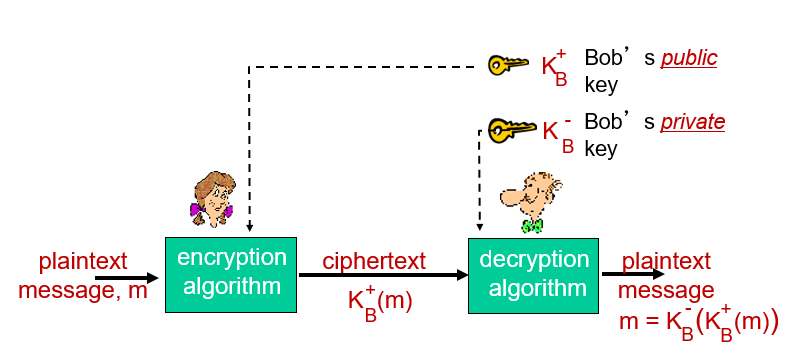 K_B^+ Bob's public
key
K_B^- Bob's private
key
encryption
algorithm
decryption
algorithm
plaintext
message, m
ciphertext
K_B^+(m)
plaintext
message
m = K_B^-(K_B^+(m))